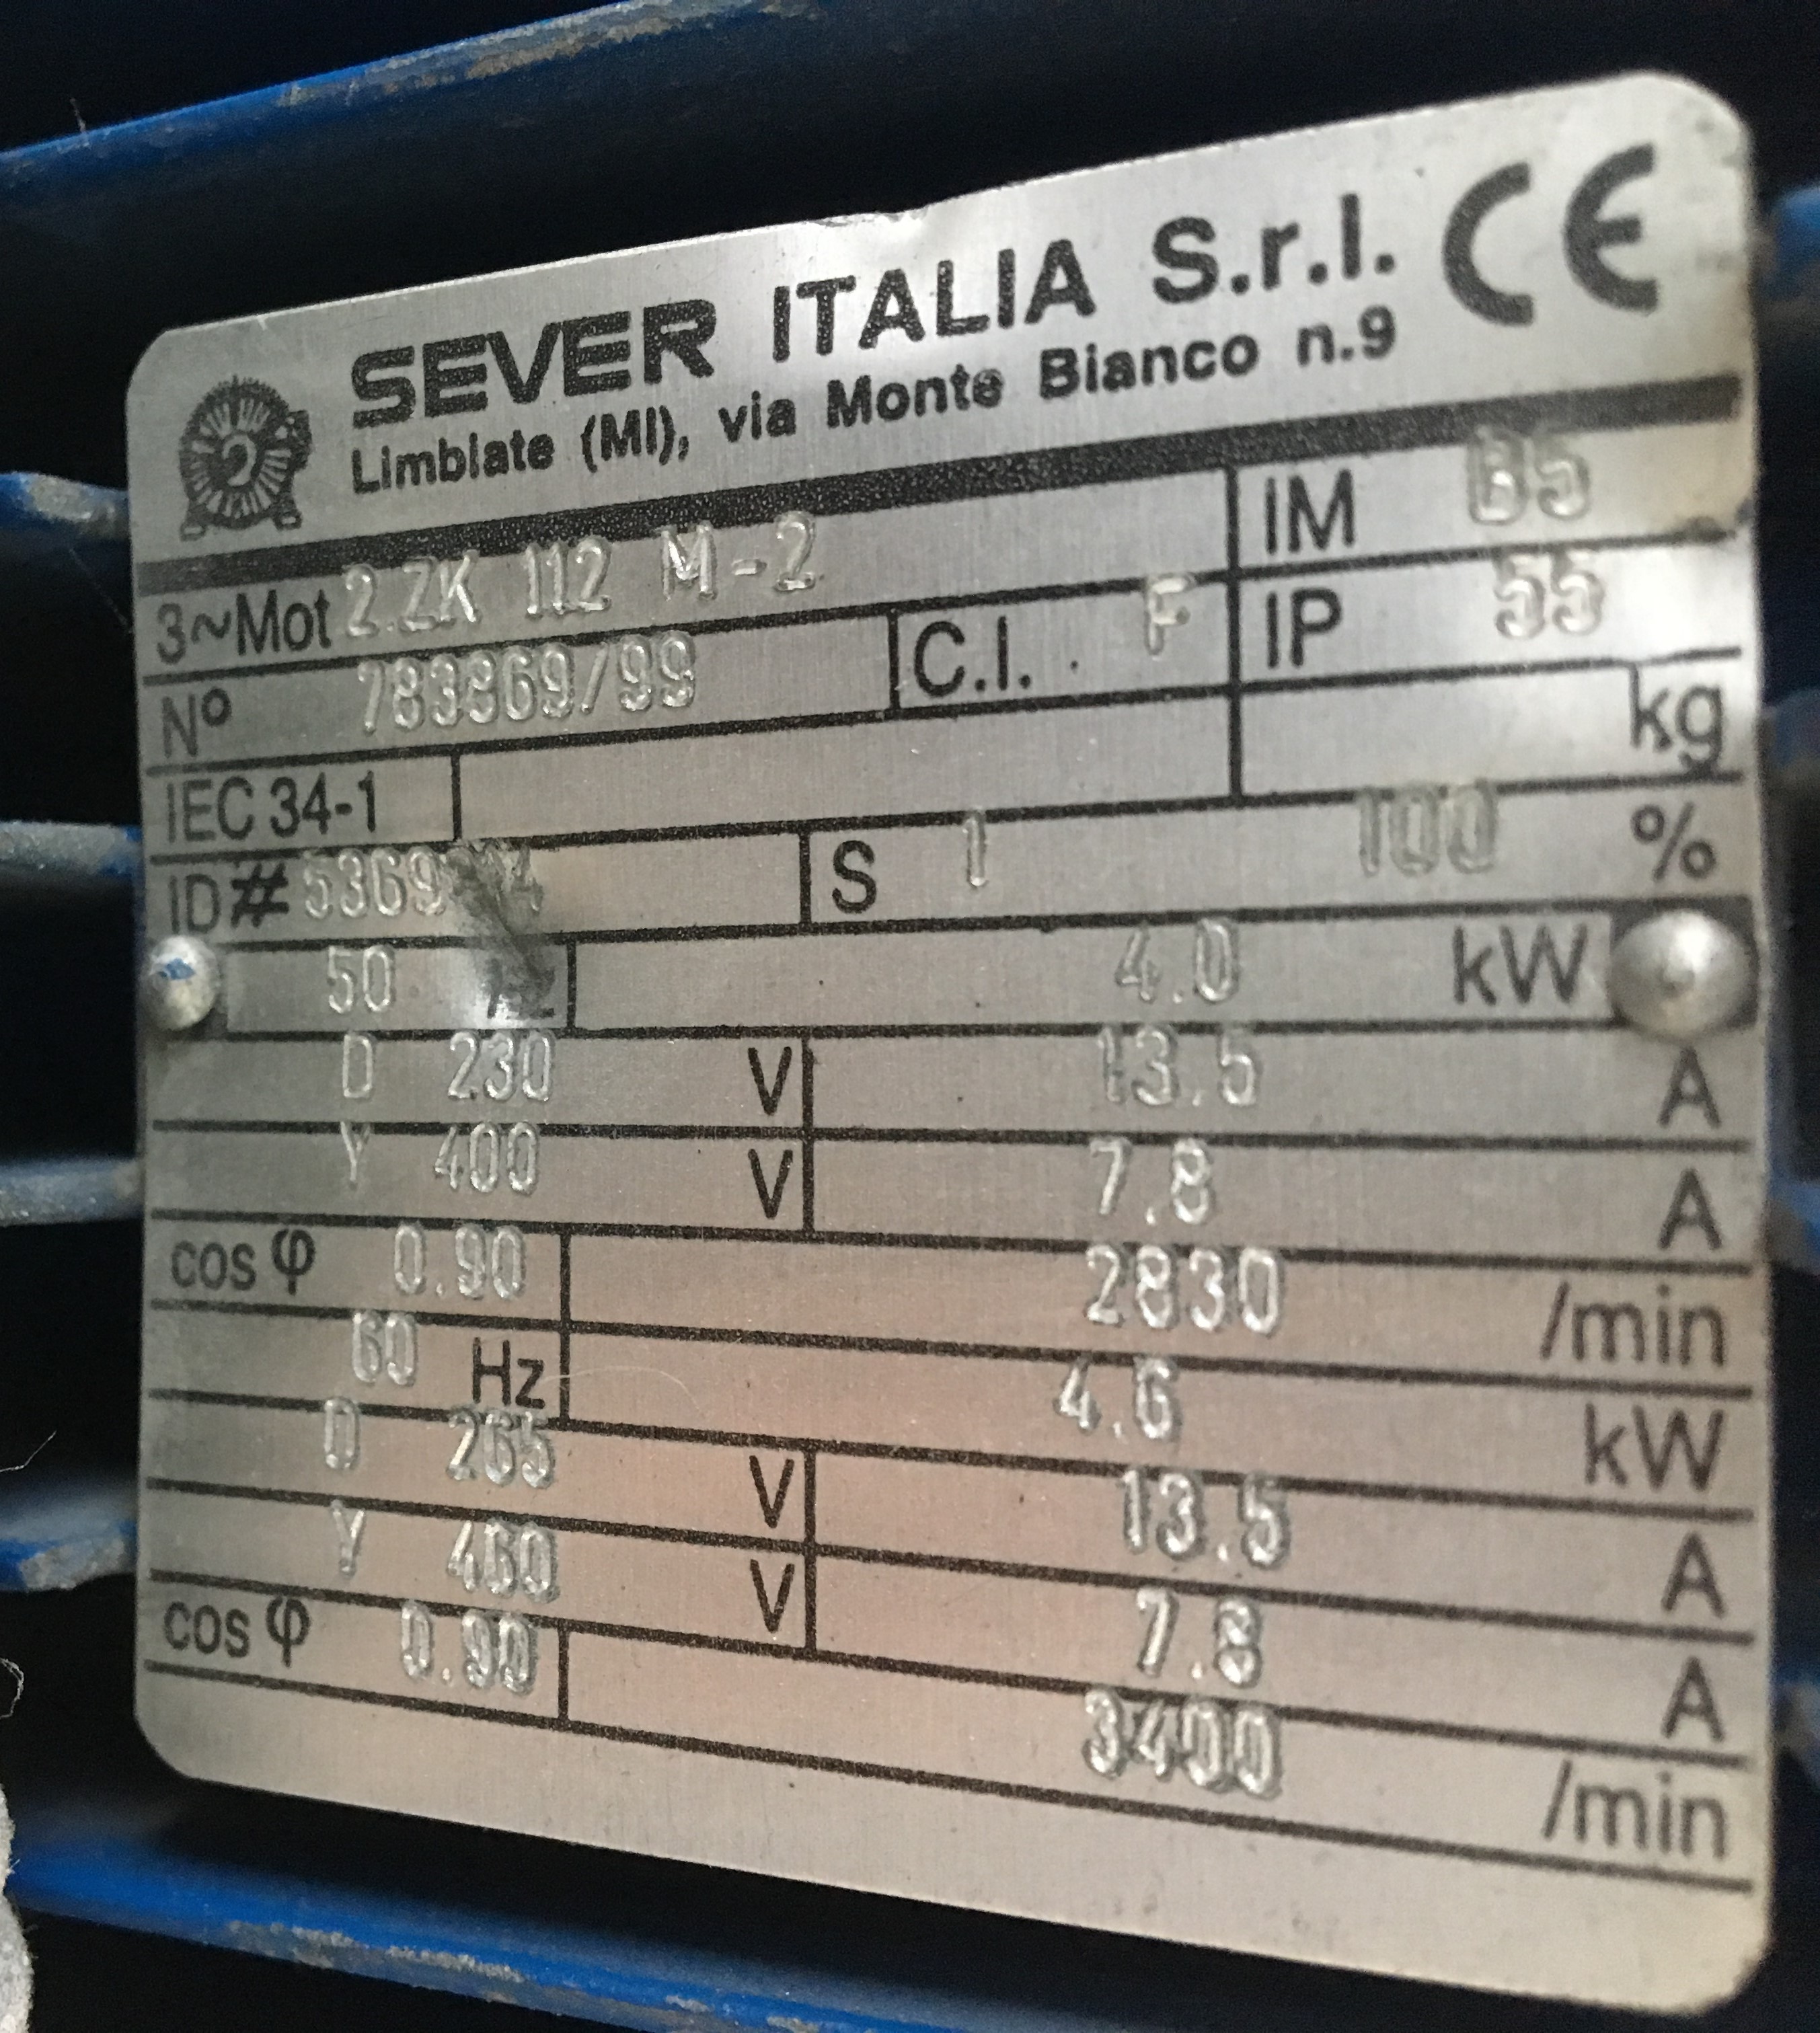 SEVER ITALIA S.r.l. CE
Limbiate (MI), via Monte Bianco n.9
3~Mot 2.ZK 112 M-2 IM B5
Nº 783869/99 C.I. F IP 55
IEC 34-1 kg
ID# S 1 100 %
50 Hz 4.0 kW
D 230 V 13.5 A
Y 400 V 7.8 A
cos φ 0.90 2830 /min
60 Hz 4.6 kW
D 265 V 13.5 A
Y 460 V 7.8 A
cos φ 0.90 3400 /min